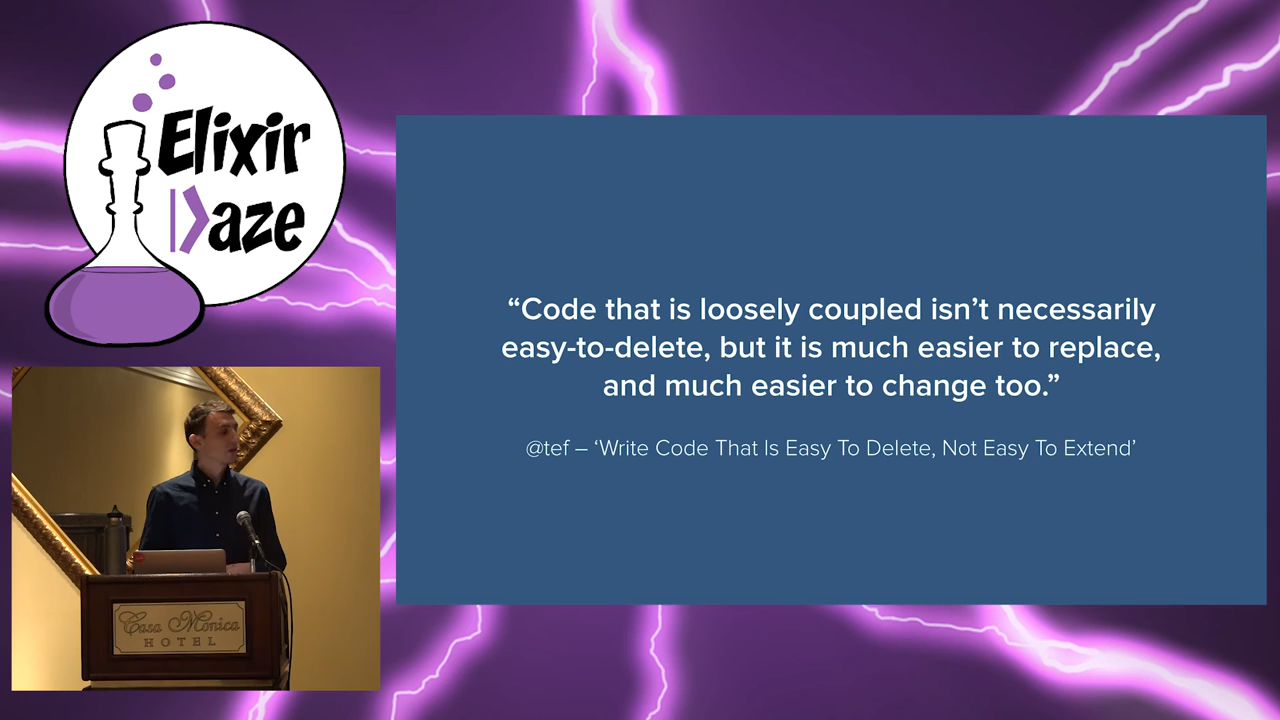 Elixir
|>aze
“Code that is loosely coupled isn’t necessarily
easy-to-delete, but it is much easier to replace,
and much easier to change too.”
@tef – ‘Write Code That Is Easy To Delete, Not Easy To Extend’
Casa Monica
HOTEL